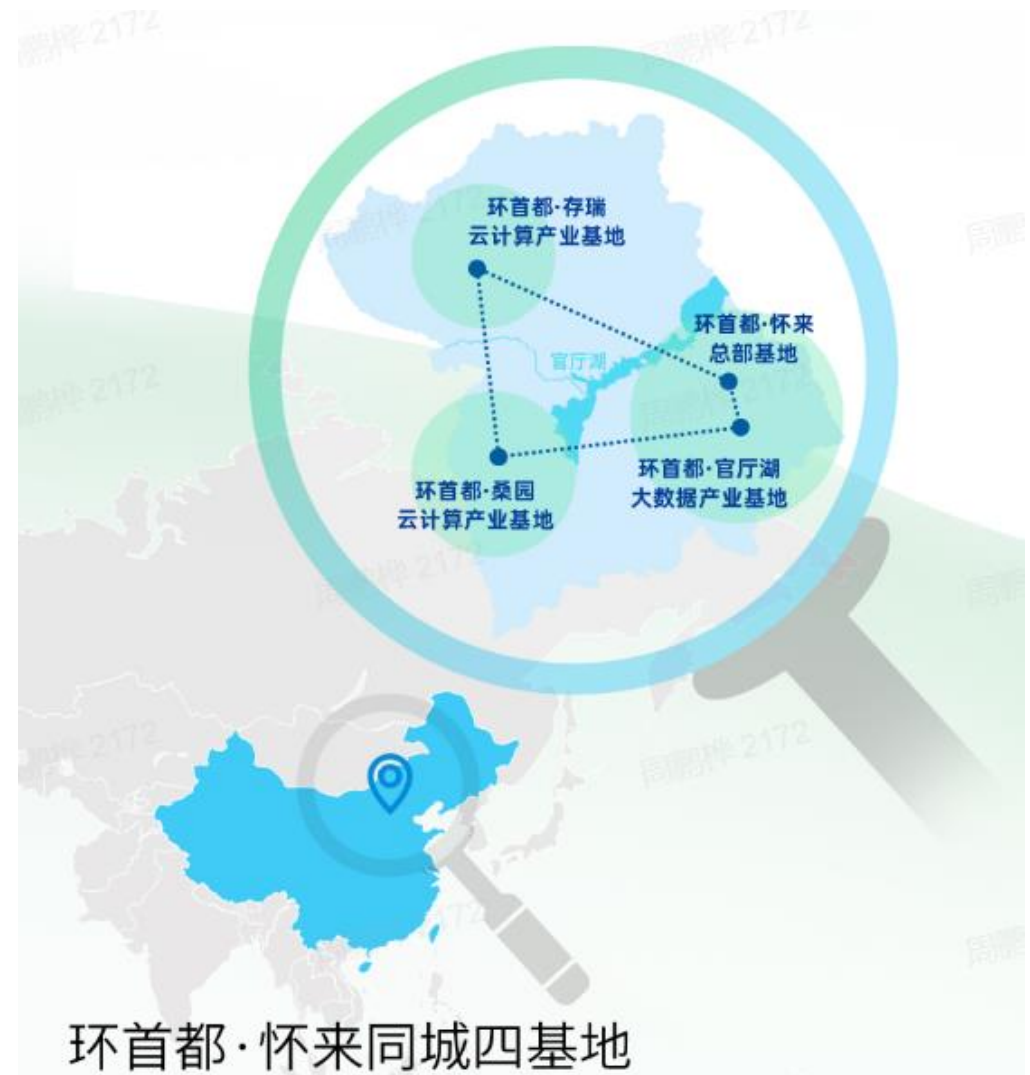 环首都·存瑞
云计算产业基地
环首都·怀来
总部基地
官厅湖
环首都·桑园
云计算产业基地
环首都·官厅湖
大数据产业基地
环首都·怀来同城四基地